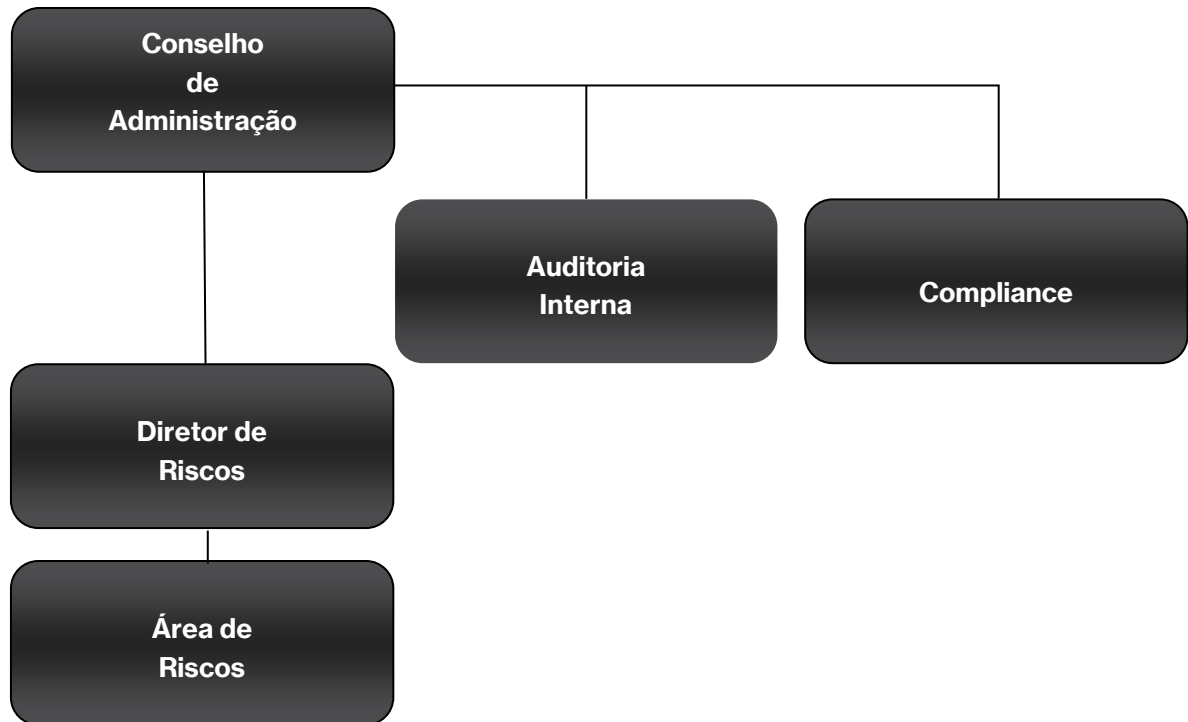 Conselho
de
Administração
Auditoria
Interna
Compliance
Diretor de
Riscos
Área de
Riscos